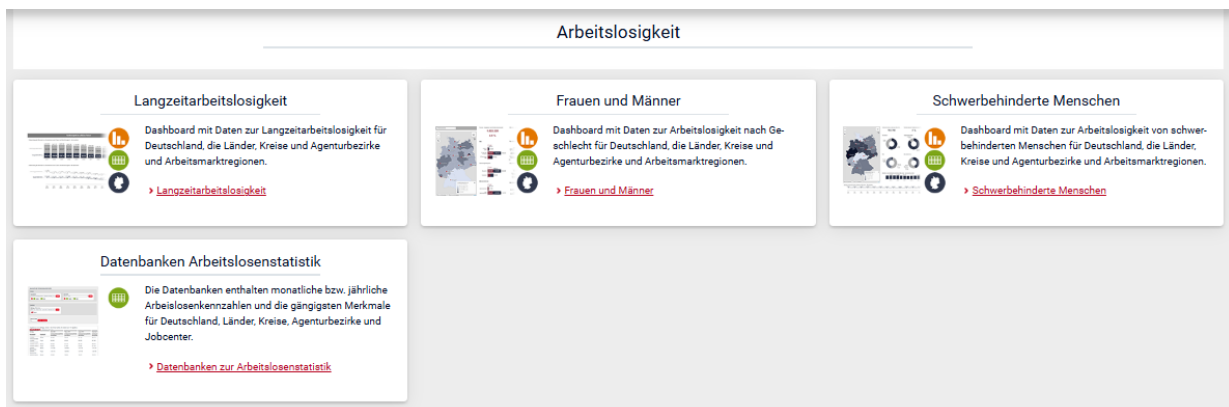 Arbeitslosigkeit
Langzeitarbeitslosigkeit
Dashboard mit Daten zur Langzeitarbeitslosigkeit für
Deutschland, die Länder, Kreise und Agenturbezirke
und Arbeitsmarktregionen.
Langzeitarbeitslosigkeit
Frauen und Männer
Dashboard mit Daten zur Arbeitslosigkeit nach Ge-
schlecht für Deutschland, die Länder, Kreise und
Agenturbezirke und Arbeitsmarktregionen.
Frauen und Männer
Schwerbehinderte Menschen
Dashboard mit Daten zur Arbeitslosigkeit von schwer-
behinderten Menschen für Deutschland, die Länder,
Kreise und Agenturbezirke und Arbeitsmarktregionen.
Schwerbehinderte Menschen
Datenbanken Arbeitslosenstatistik
Die Datenbanken enthalten monatliche bzw. jährliche
Arbeislosenkennzahlen und die gängigsten Merkmale
für Deutschland, Länder, Kreise, Agenturbezirke und
Jobcenter.
Datenbanken zur Arbeitslosenstatistik